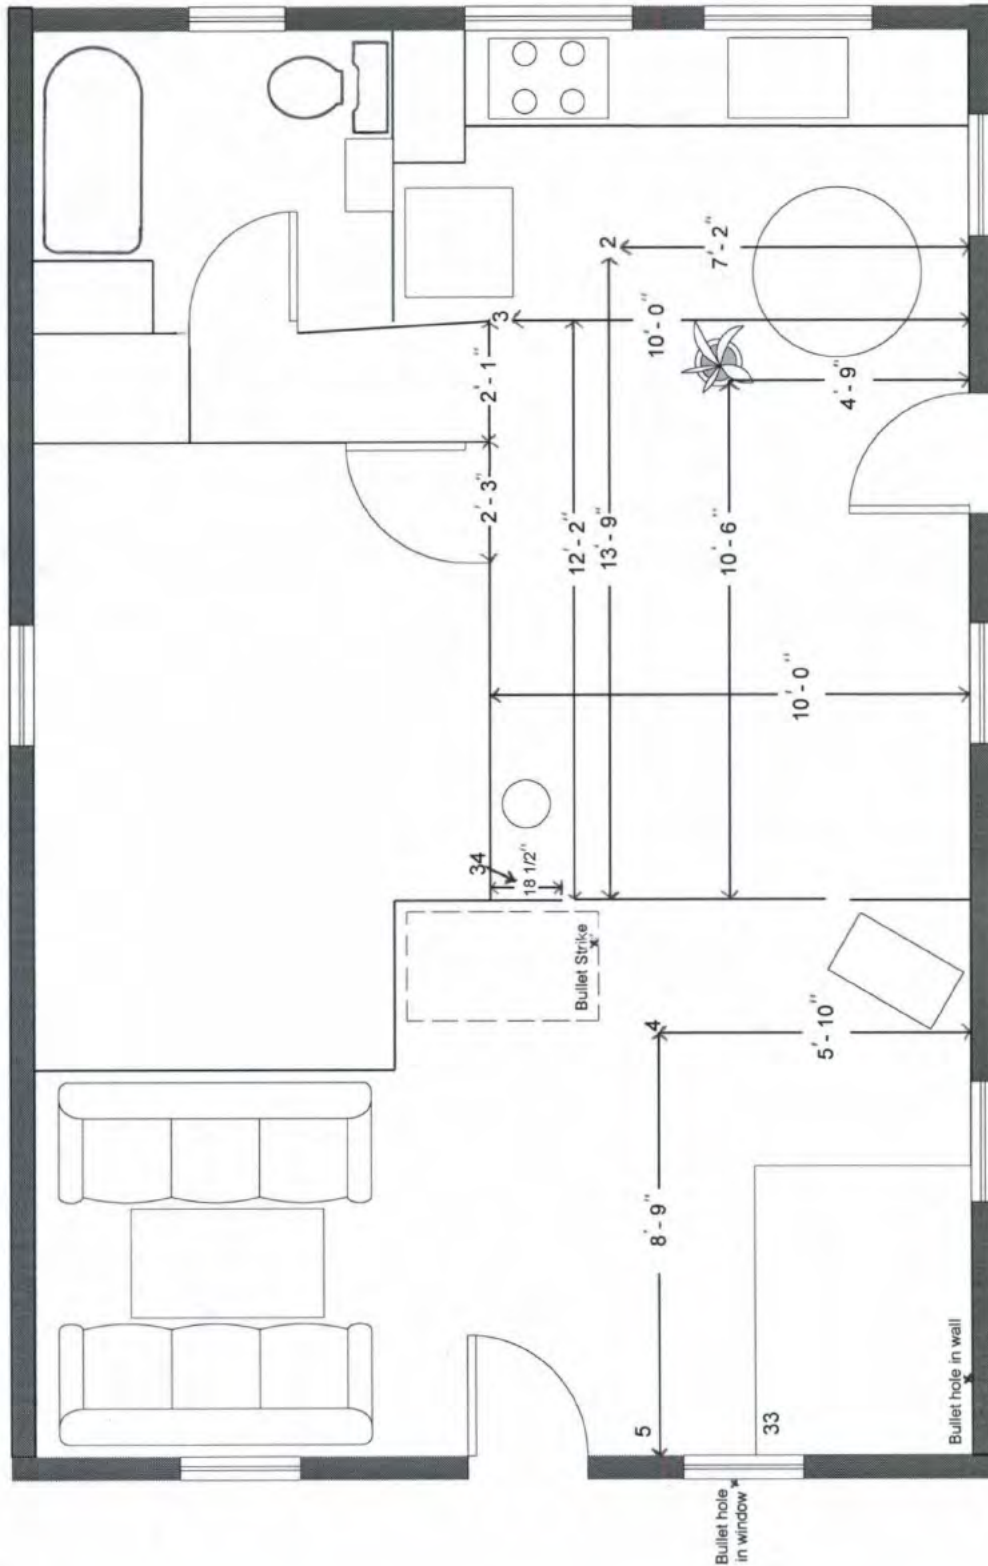 2
7' - 2"
3
10' - 0"
2' - 1"
4' - 9"
2' - 3"
12' - 2"
13' - 9"
10' - 6"
10' - 0"
34
18 1/2"
Bullet Strike
x
4
5' - 10"
8' - 9"
5
33
Bullet hole in wall
x
Bullet hole
in window
x